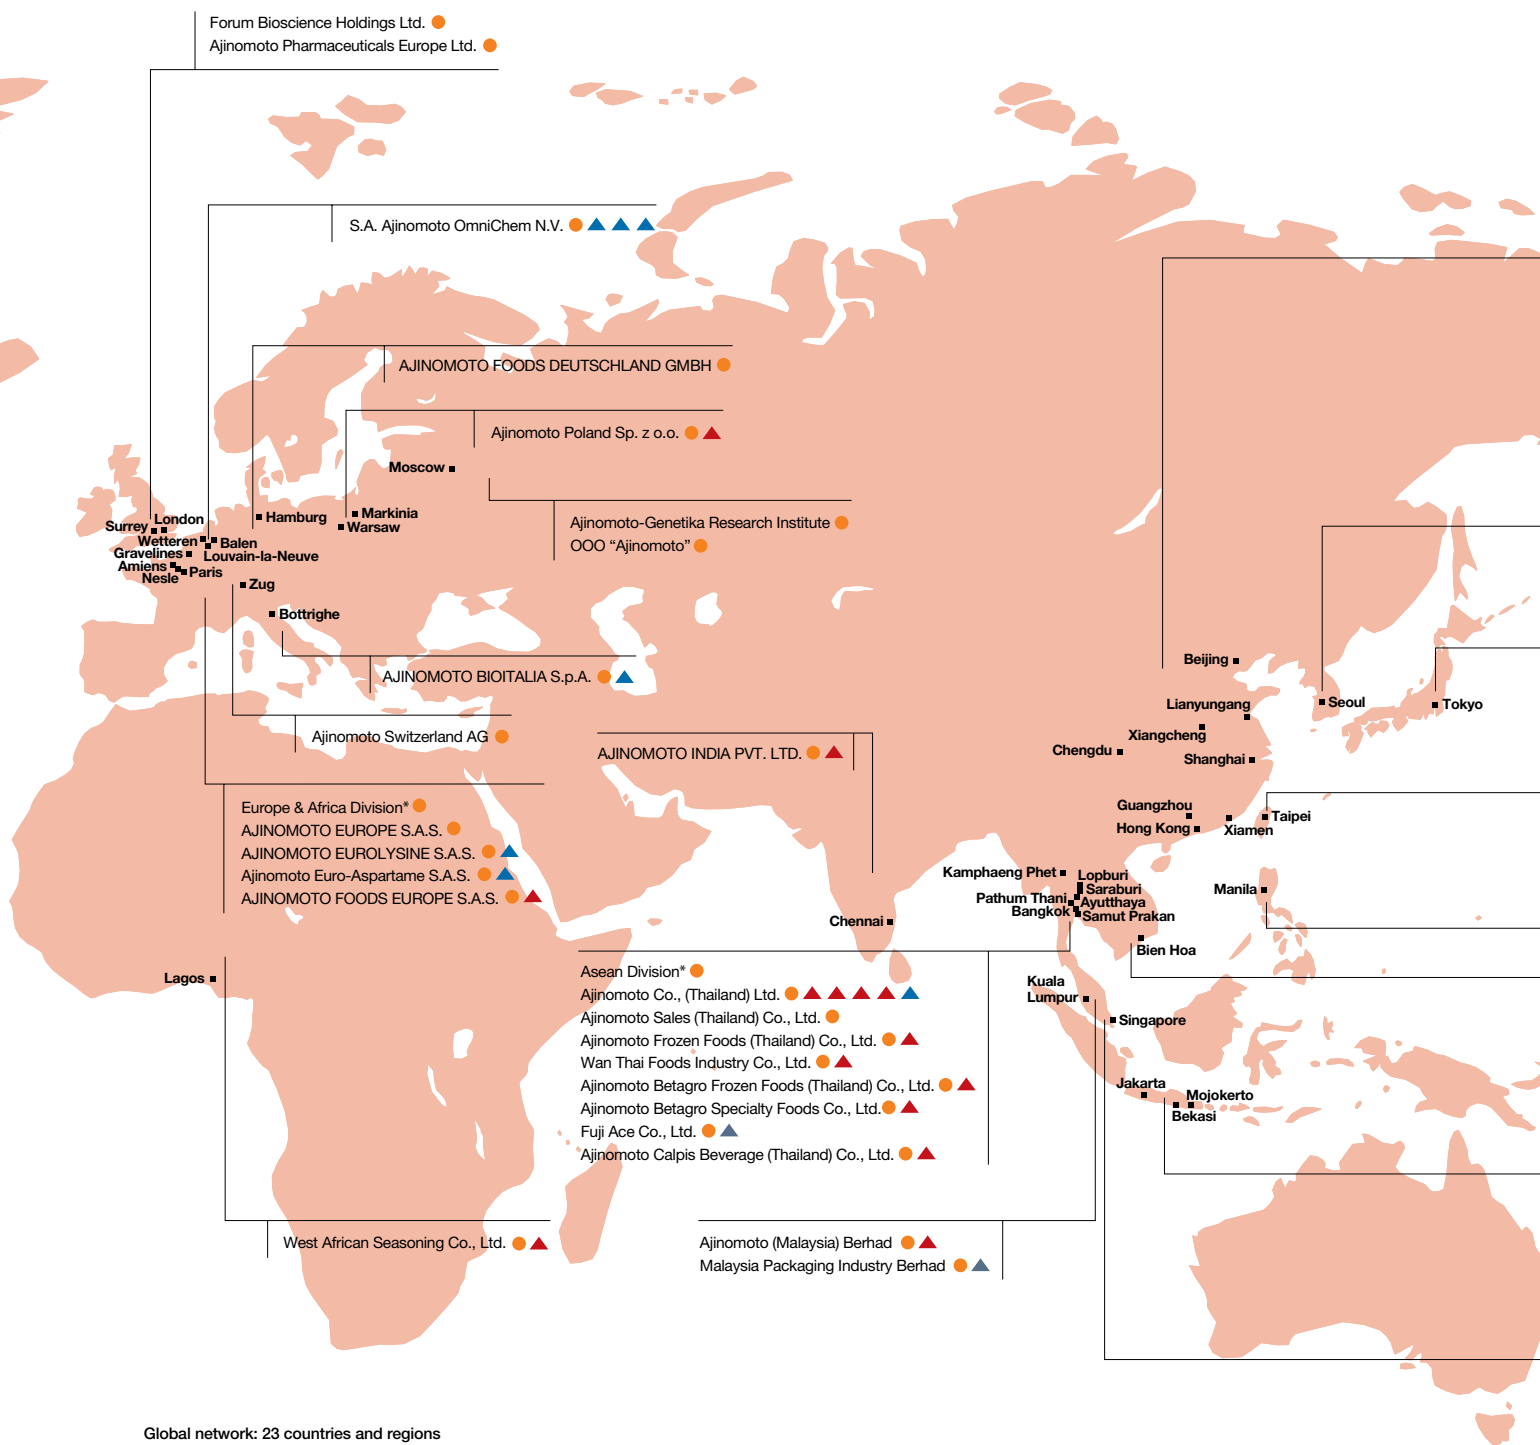 Forum Bioscience Holdings Ltd.
Ajinomoto Pharmaceuticals Europe Ltd.
S.A. Ajinomoto OmniChem N.V.
AJINOMOTO FOODS DEUTSCHLAND GMBH
Ajinomoto Poland Sp. z o.o.
Moscow
Markinia
Hamburg
Warsaw
London
Surrey
Wetteren
Balen
Gravelines
Louvain-la-Neuve
Amiens
Nesle
Paris
Zug
Bottrighe
Ajinomoto-Genetika Research Institute
OOO “Ajinomoto”
AJINOMOTO BIOITALIA S.p.A.
Ajinomoto Switzerland AG
AJINOMOTO INDIA PVT. LTD.
Europe & Africa Division*
AJINOMOTO EUROPE S.A.S.
AJINOMOTO EUROLYSINE S.A.S.
Ajinomoto Euro-Aspartame S.A.S.
AJINOMOTO FOODS EUROPE S.A.S.
Beijing
Lianyungang
Seoul
Tokyo
Xiangcheng
Chengdu
Shanghai
Guangzhou
Hong Kong
Xiamen
Taipei
Kamphaeng Phet
Lopburi
Saraburi
Pathum Thani
Ayutthaya
Bangkok
Samut Prakan
Manila
Chennai
Bien Hoa
Lagos
Kuala
Lumpur
Singapore
Jakarta
Mojokerto
Bekasi
Asean Division*
Ajinomoto Co., (Thailand) Ltd.
Ajinomoto Sales (Thailand) Co., Ltd.
Ajinomoto Frozen Foods (Thailand) Co., Ltd.
Wan Thai Foods Industry Co., Ltd.
Ajinomoto Betagro Frozen Foods (Thailand) Co., Ltd.
Ajinomoto Betagro Specialty Foods Co., Ltd.
Fuji Ace Co., Ltd.
Ajinomoto Calpis Beverage (Thailand) Co., Ltd.
West African Seasoning Co., Ltd.
Ajinomoto (Malaysia) Berhad
Malaysia Packaging Industry Berhad
Global network: 23 countries and regions